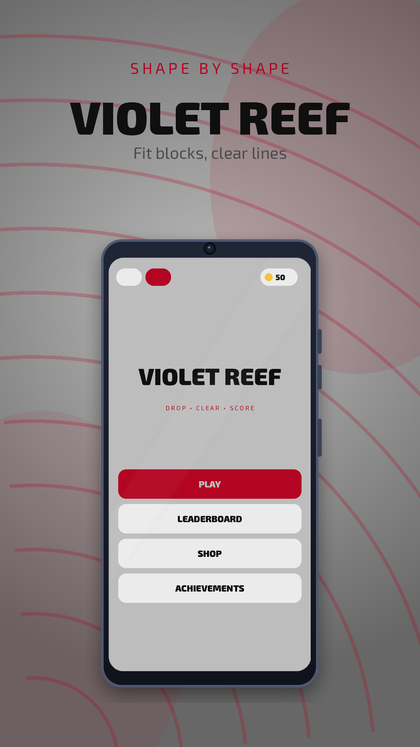 SHAPE BY SHAPE
VIOLET REEF
Fit blocks, clear lines
50
VIOLET REEF
DROP • CLEAR • SCORE
PLAY
LEADERBOARD
SHOP
ACHIEVEMENTS